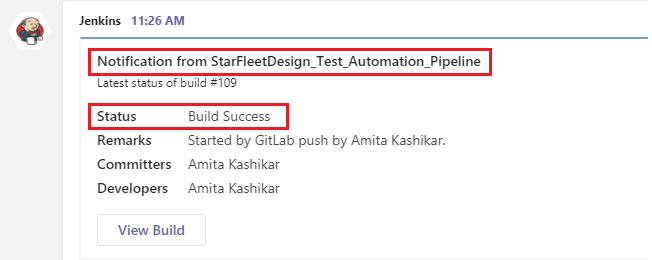 Jenkins 11:26 AM
Notification from StarFleetDesign_Test_Automation_Pipeline
Latest status of build #109
Status Build Success
Remarks Started by GitLab push by Amita Kashikar.
Committers Amita Kashikar
Developers Amita Kashikar
View Build